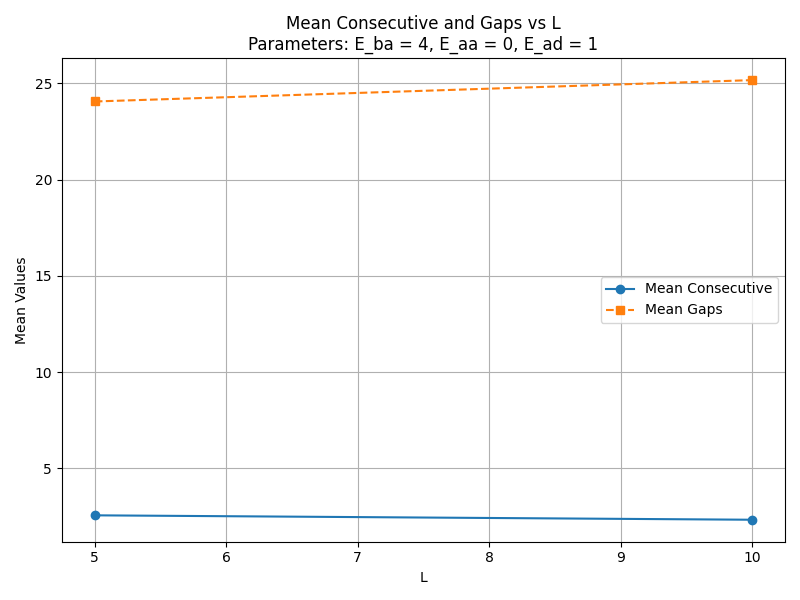 Mean Consecutive and Gaps vs L
Parameters: E_ba = 4, E_aa = 0, E_ad = 1
Mean Values
25
20
15
10
5
Mean Consecutive
Mean Gaps
5 6 7 8 9 10
L